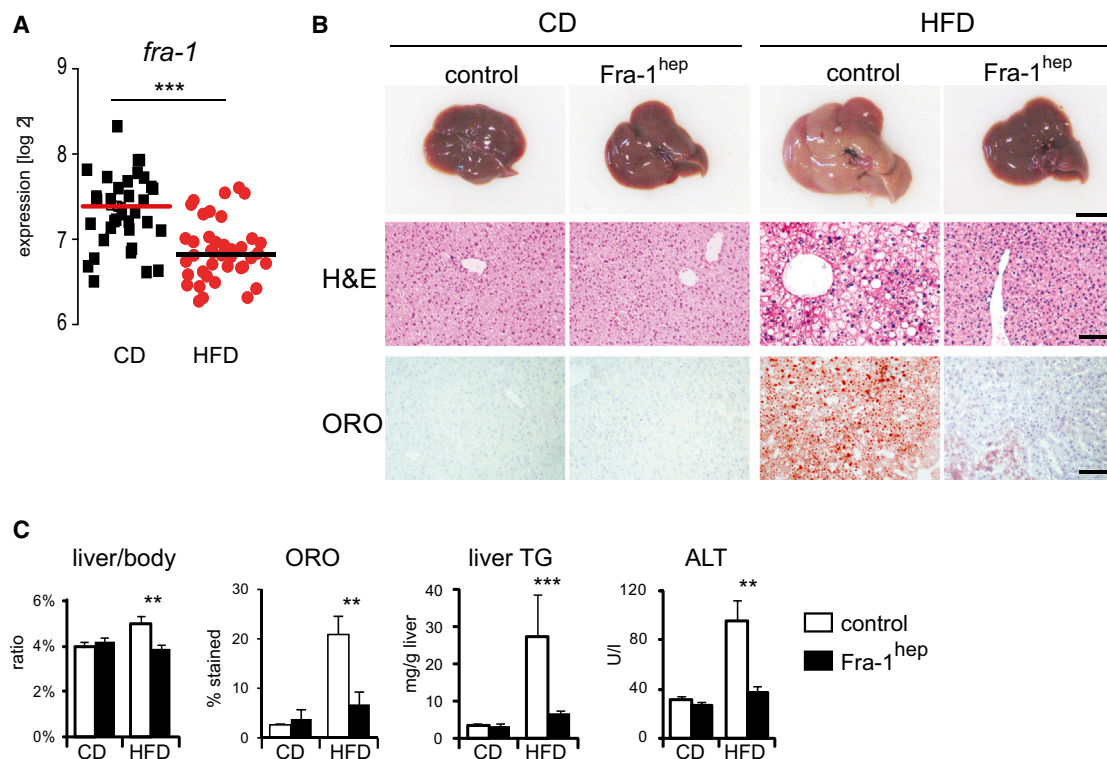 A
fra-1
***
expression [log 2]
9
8
7
6
CD HFD
B
CD HFD
control Fra-1hep control Fra-1hep
H&E
ORO
C
liver/body
ratio
6%
4%
2%
0%
**
CD HFD
ORO
% stained
30
20
10
0
**
CD HFD
liver TG
mg/g liver
40
30
20
10
0
***
CD HFD
ALT
U/l
120
80
40
0
**
CD HFD
control
Fra-1hep